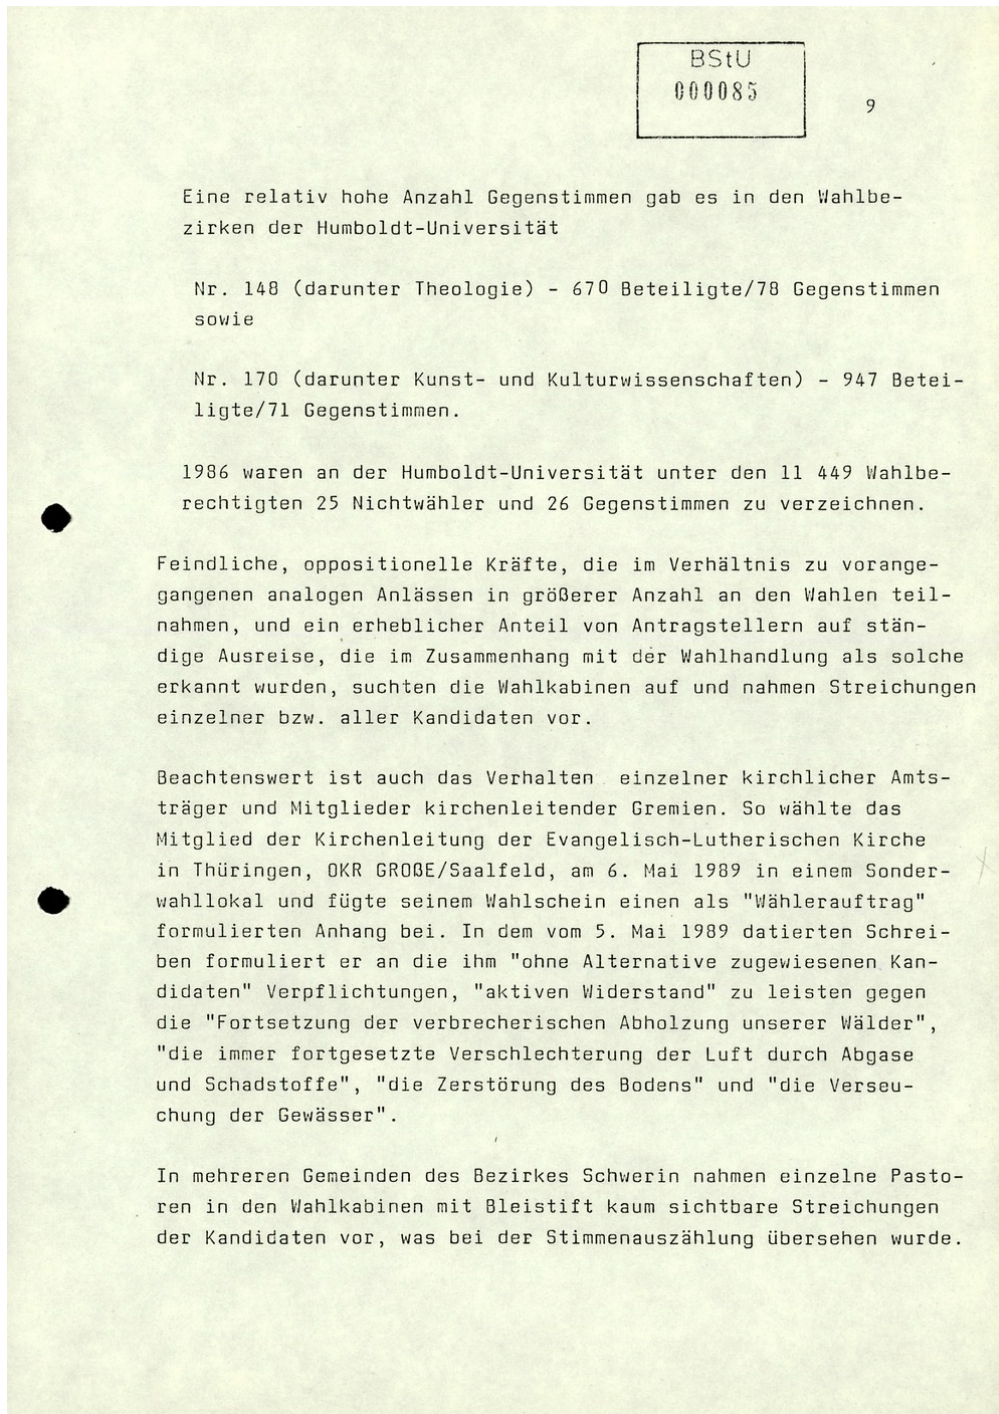 BStU
000085
9
Eine relativ hohe Anzahl Gegenstimmen gab es in den Wahlbe-
zirken der Humboldt-Universität
Nr. 148 (darunter Theologie) - 670 Beteiligte/78 Gegenstimmen
sowie
Nr. 170 (darunter Kunst- und Kulturwissenschaften) - 947 Betei-
ligte/71 Gegenstimmen.
1986 waren an der Humboldt-Universität unter den 11 449 Wahlbe-
rechtigten 25 Nichtwähler und 26 Gegenstimmen zu verzeichnen.
Feindliche, oppositionelle Kräfte, die im Verhältnis zu vorange-
gangenen analogen Anlässen in größerer Anzahl an den Wahlen teil-
nahmen, und ein erheblicher Anteil von Antragstellern auf stän-
dige Ausreise, die im Zusammenhang mit der Wahlhandlung als solche
erkannt wurden, suchten die Wahlkabinen auf und nahmen Streichungen
einzelner bzw. aller Kandidaten vor.
Beachtenswert ist auch das Verhalten einzelner kirchlicher Amts-
träger und Mitglieder kirchenleitender Gremien. So wählte das
Mitglied der Kirchenleitung der Evangelisch-Lutherischen Kirche
in Thüringen, OKR GROßE/Saalfeld, am 6. Mai 1989 in einem Sonder-
wahllokal und fügte seinem Wahlschein einen als "Wählerauftrag"
formulierten Anhang bei. In dem vom 5. Mai 1989 datierten Schrei-
ben formuliert er an die ihm "ohne Alternative zugewiesenen Kan-
didaten" Verpflichtungen, "aktiven Widerstand" zu leisten gegen
die "Fortsetzung der verbrecherischen Abholzung unserer Wälder",
"die immer fortgesetzte Verschlechterung der Luft durch Abgase
und Schadstoffe", "die Zerstörung des Bodens" und "die Verseu-
chung der Gewässer".
In mehreren Gemeinden des Bezirkes Schwerin nahmen einzelne Pasto-
ren in den Wahlkabinen mit Bleistift kaum sichtbare Streichungen
der Kandidaten vor, was bei der Stimmenauszählung übersehen wurde.